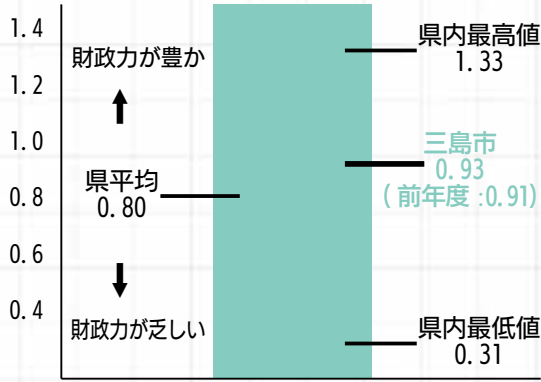 1.4
1.2
1.0
0.8
0.6
0.4
財政力が豊か
県平均
0.80
財政力が乏しい
県内最高値
1.33
三島市
0.93
(前年度:0.91)
県内最低値
0.31